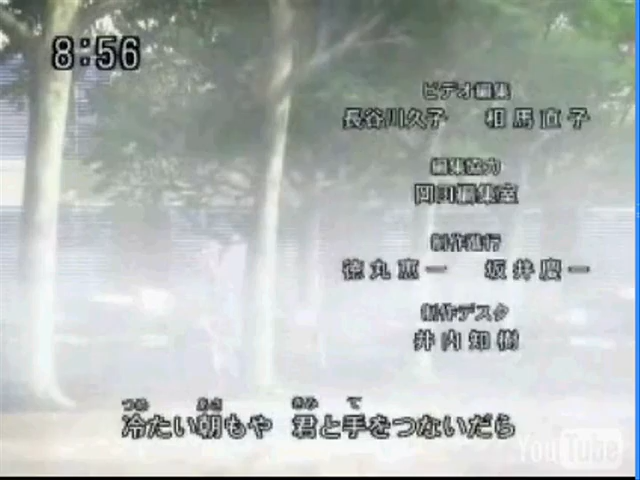 8:56
ビデオ編集
長谷川久子 相馬直子
編集協力
岡田編集室
制作進行
徳丸恵一 坂井慶一
制作デスク
井内知樹
つめ あさ きみ て
冷たい朝もや 君と手をつないだら
YouTube